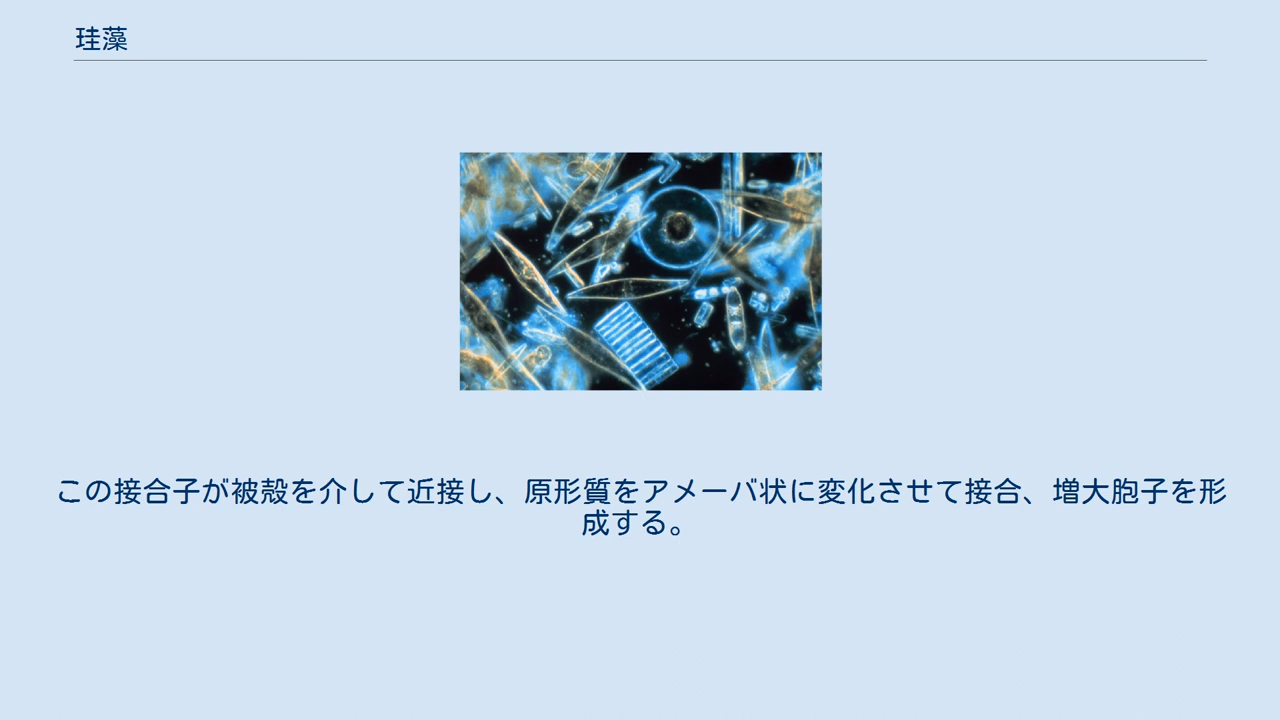 珪藻
この接合子が被殻を介して近接し、原形質をアメーバ状に変化させて接合、増大胞子を形
成する。